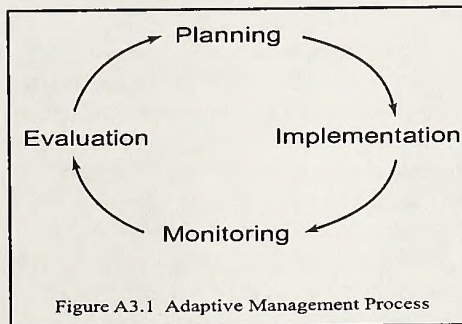 Planning
Evaluation
Implementation
Monitoring
Figure A3.1 Adaptive Management Process